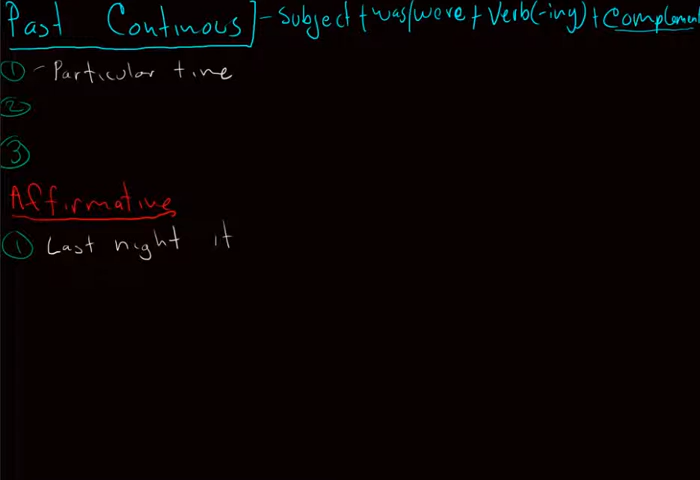 Past Continous] - Subject + was/were + Verb(-ing) + Complement
① - Particular time
②
③
Affirmative
① Last night it